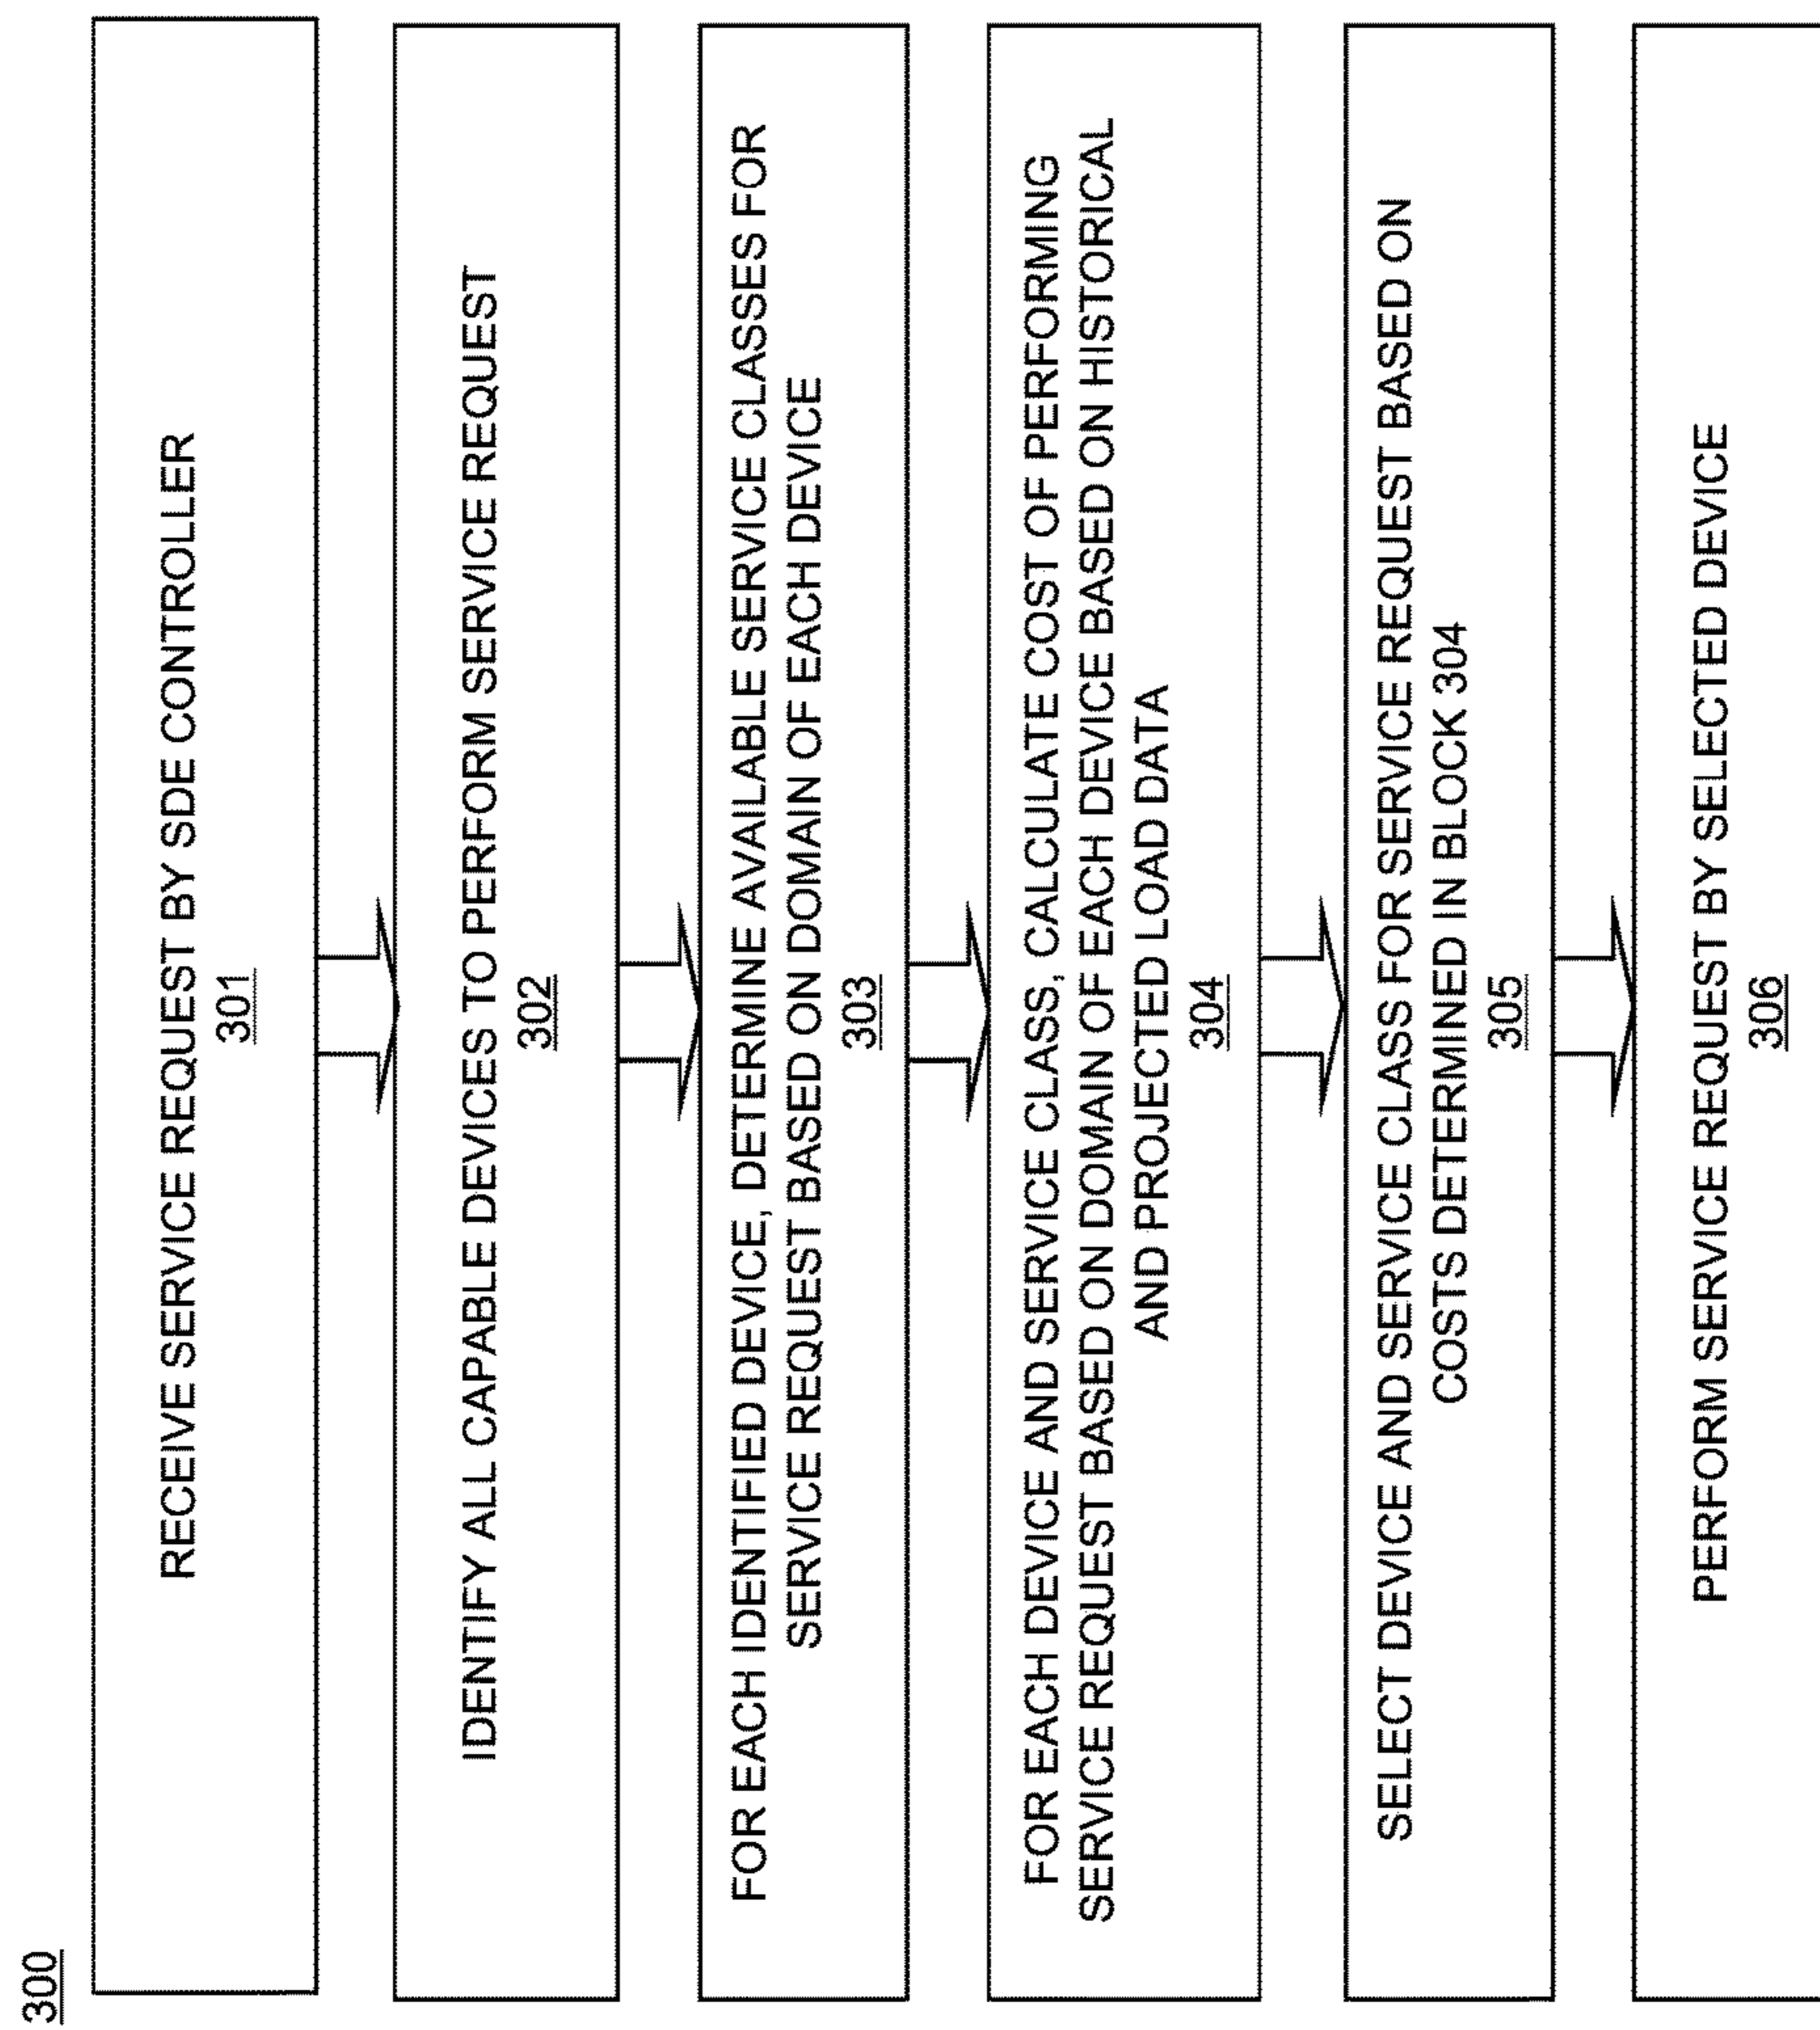 300
RECEIVE SERVICE REQUEST BY SDE CONTROLLER
301
IDENTIFY ALL CAPABLE DEVICES TO PERFORM SERVICE REQUEST
302
FOR EACH IDENTIFIED DEVICE, DETERMINE AVAILABLE SERVICE CLASSES FOR
SERVICE REQUEST BASED ON DOMAIN OF EACH DEVICE
303
FOR EACH DEVICE AND SERVICE CLASS, CALCULATE COST OF PERFORMING
SERVICE REQUEST BASED ON DOMAIN OF EACH DEVICE BASED ON HISTORICAL
AND PROJECTED LOAD DATA
304
SELECT DEVICE AND SERVICE CLASS FOR SERVICE REQUEST BASED ON
COSTS DETERMINED IN BLOCK 304
305
PERFORM SERVICE REQUEST BY SELECTED DEVICE
306